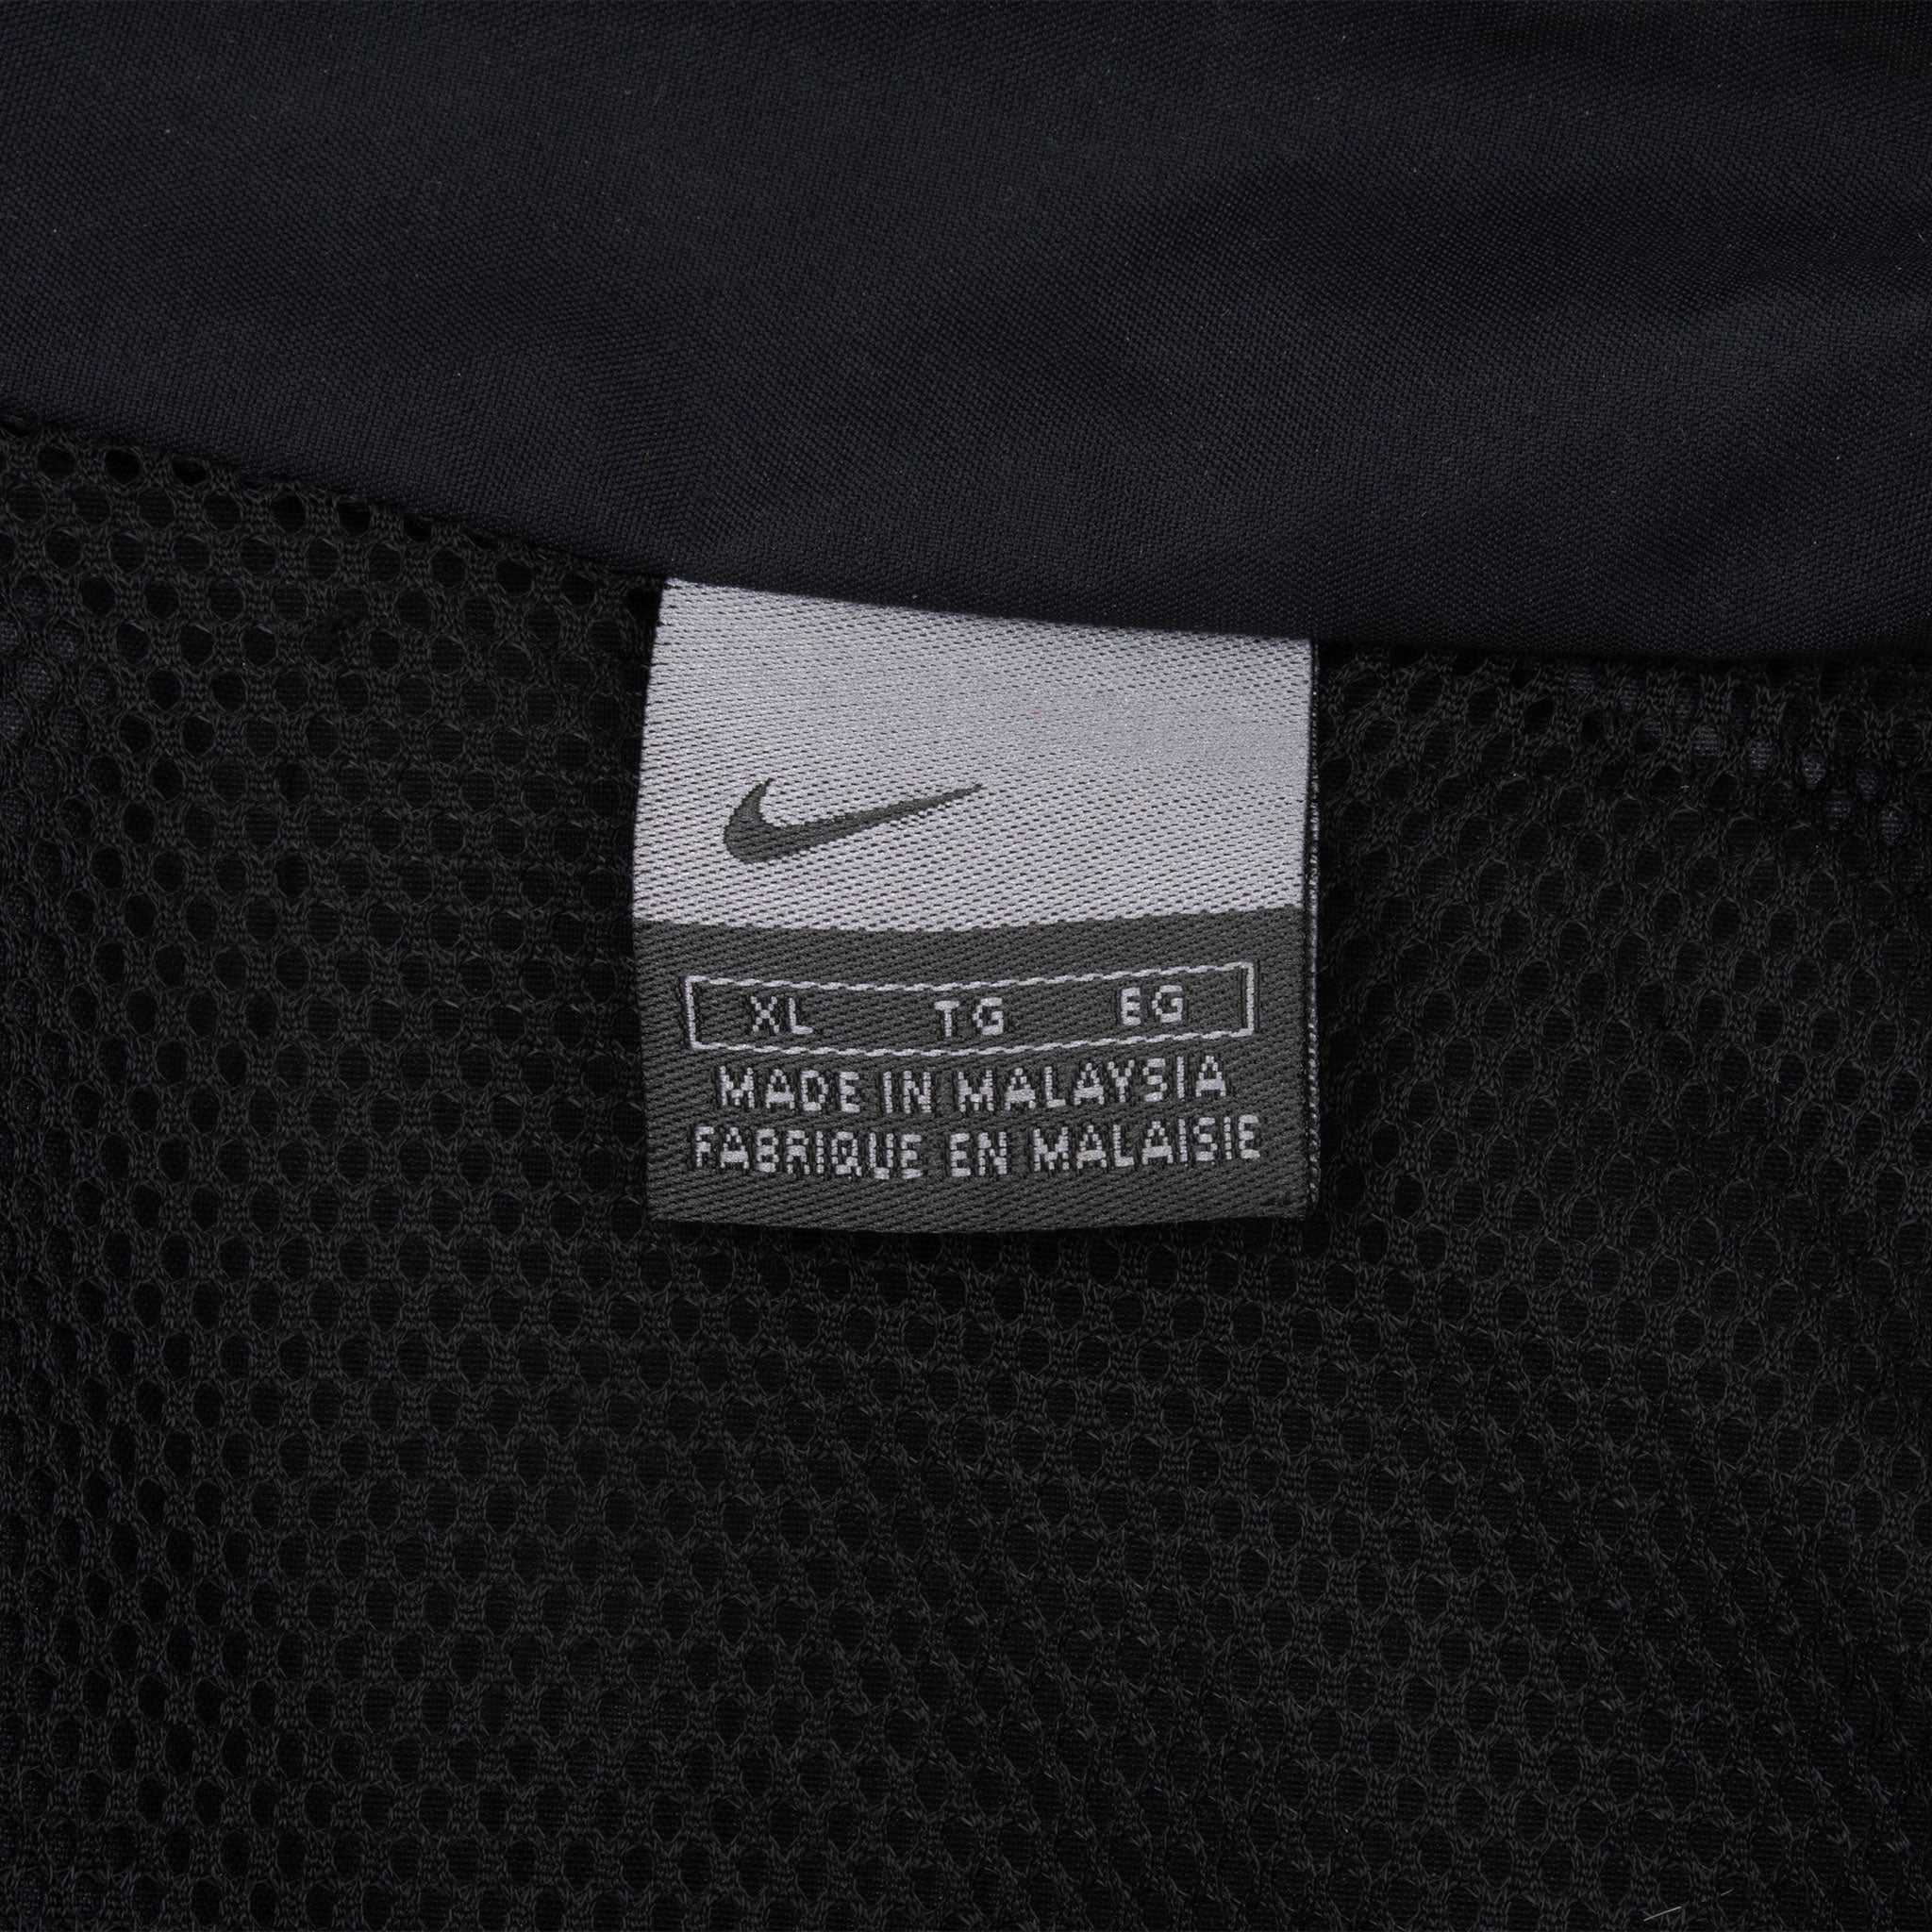 XL TG EG
MADE IN MALAYSIA
FABRIQUE EN MALAISIE